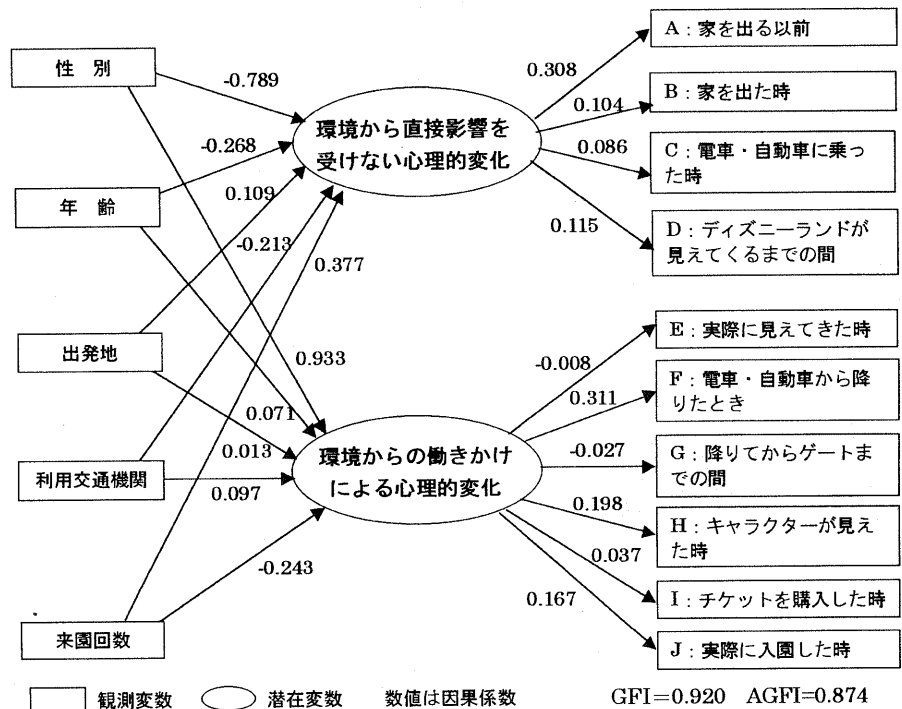 性 別
年 齢
出発地
利用交通機関
来園回数
-0.789
-0.268
0.109
-0.213
0.377
0.933
0.071
0.013
0.097
-0.243
環境から直接影響を
受けない心理的変化
環境からの働きかけ
による心理的変化
0.308
0.104
0.086
0.115
-0.008
0.311
-0.027
0.198
0.037
0.167
A:家を出る以前
B:家を出た時
C:電車・自動車に乗っ
た時
D:ディズニーランドが
見えてくるまでの間
E:実際に見えてきた時
F:電車・自動車から降
りたとき
G:降りてからゲートま
での間
H:キャラクターが見え
た時
I:チケットを購入した時
J:実際に入園した時
観測変数 潜在変数 数値は因果係数 GFI=0.920 AGFI=0.874